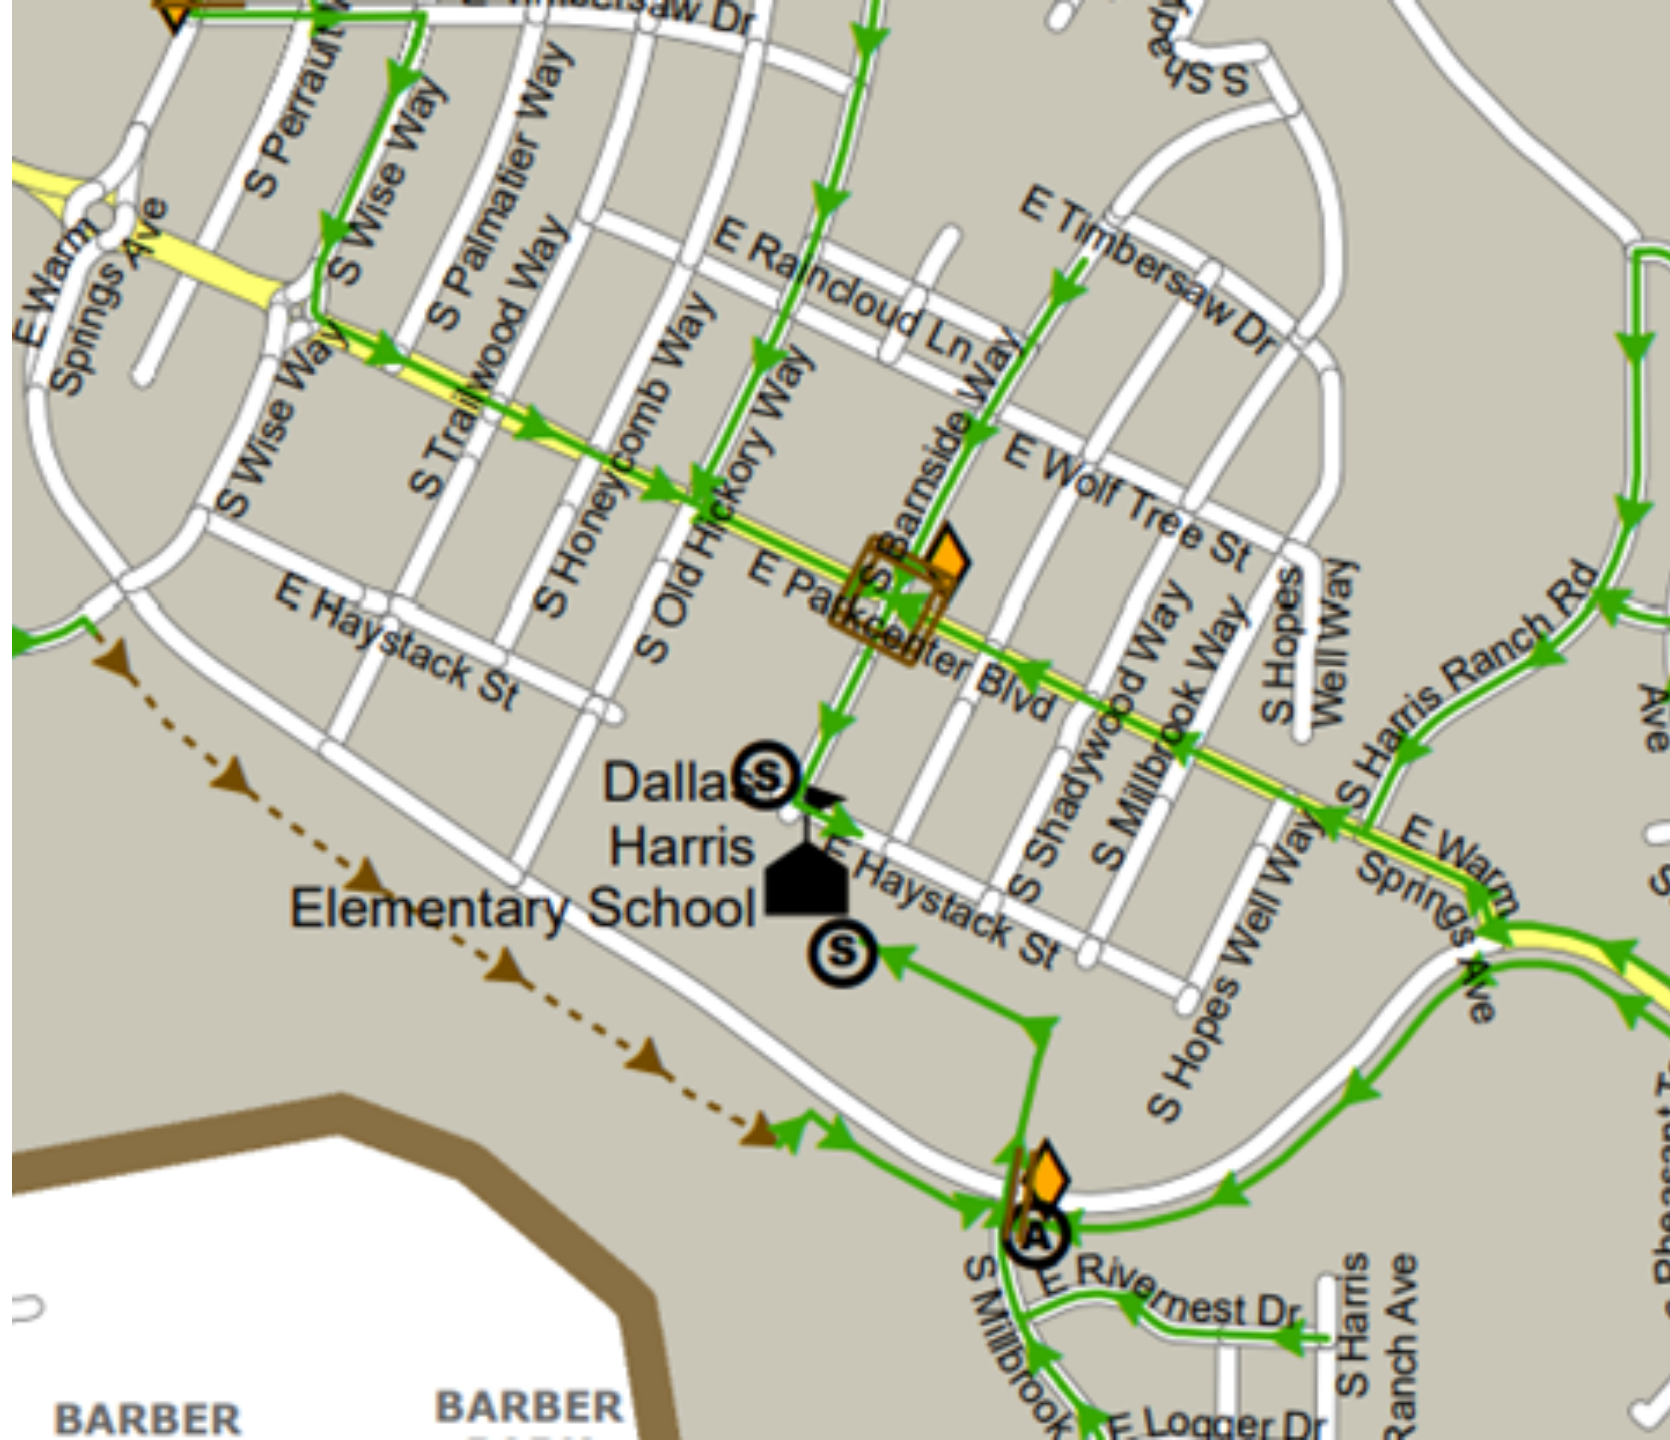 E Timbersaw Dr
S Shady
S Perrault
S Wise Way
S Palmatier Way
E Warm
Springs Ave
E Timbersaw Dr
E Raincloud Ln
S Trailwood Way
S Wise Way
S Honeycomb Way
S Old Hickory Way
S Barnside Way
E Wolf Tree St
E Haystack St
E Parkcenter Blvd
S Hopes
Well Way
S Shadywood Way
S Millbrook Way
S Harris Ranch Rd
Ave
S
Dallas
Harris
Elementary School
E Haystack St
E Warm
Springs Ave
S
S
S Hopes Well Way
A
E Rivernest Dr
S Millbrook
S Harris
Ranch Ave
E Logger Dr
BARBER
BARBER